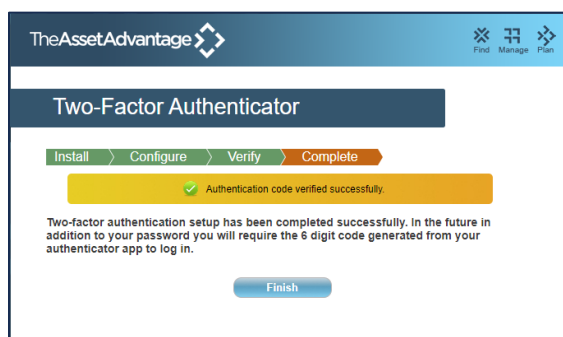 TheAssetAdvantage
Find Manage Plan
Two-Factor Authenticator
Install Configure Verify Complete
Authentication code verified successfully.
Two-factor authentication setup has been completed successfully. In the future in
addition to your password you will require the 6 digit code generated from your
authenticator app to log in.
Finish